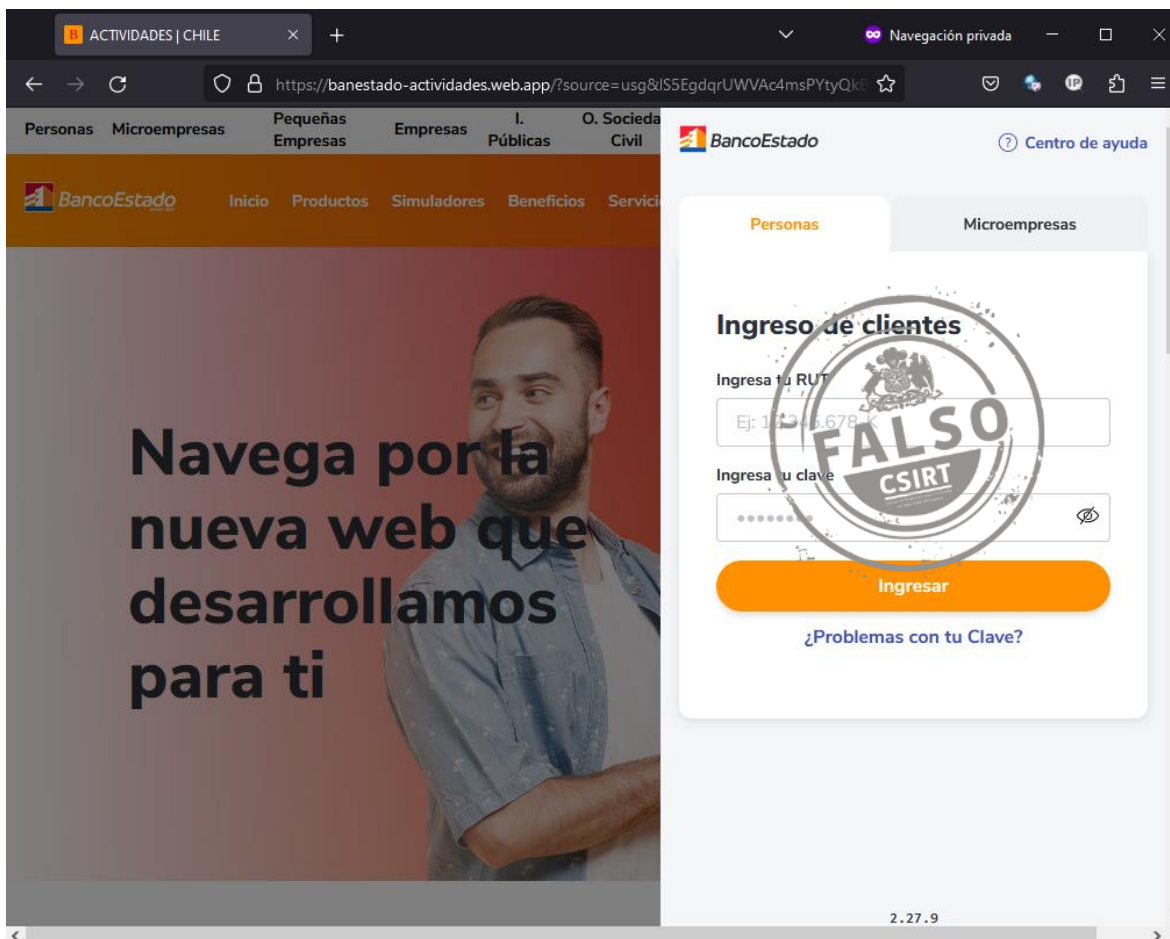 B ACTIVIDADES | CHILE
Navegación privada
https://banestado-actividades.web.app/?source=usg&lS5EgdqrUWVAc4msPYtyQkB
Personas Microempresas Pequeñas Empresas Empresas I. Públicas O. Socieda Civil
BancoEstado Inicio Productos Simuladores Beneficios Servici
Navega por la
nueva web que
desarrollamos
para ti
BancoEstado
Centro de ayuda
Personas
Microempresas
Ingreso de clientes
Ingresa tu RUT
Ej: 12.345.678-K
FALSO
CSIRT
Ingresa tu clave
Ingresar
¿Problemas con tu Clave?
2.27.9